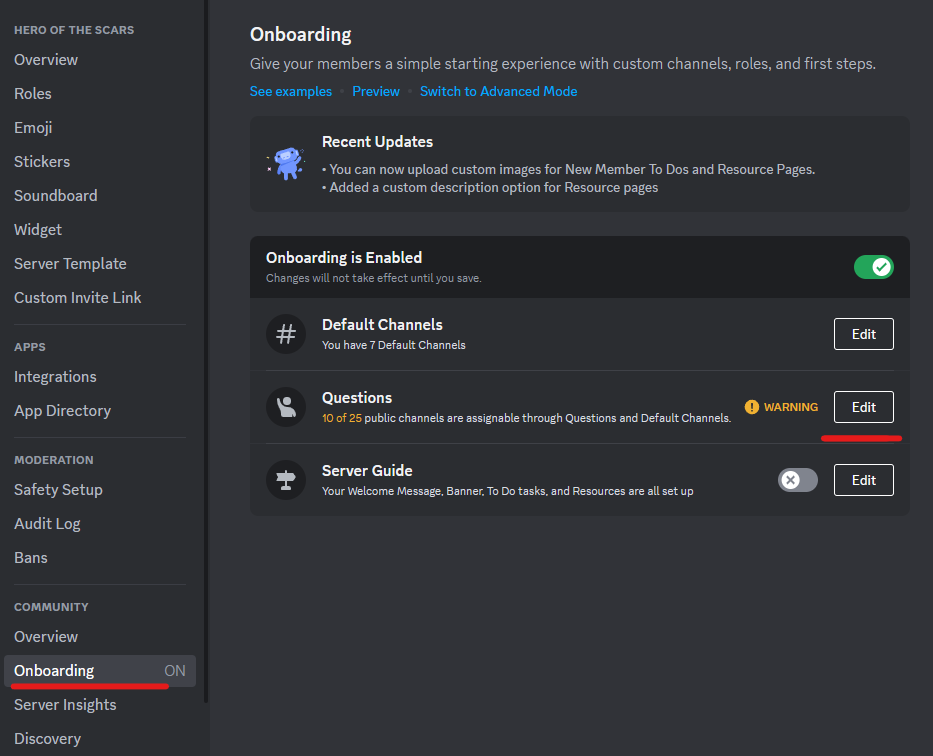 HERO OF THE SCARS
Overview
Roles
Emoji
Stickers
Soundboard
Widget
Server Template
Custom Invite Link
APPS
Integrations
App Directory
MODERATION
Safety Setup
Audit Log
Bans
COMMUNITY
Overview
Onboarding ON
Server Insights
Discovery
Onboarding
Give your members a simple starting experience with custom channels, roles, and first steps.
See examples • Preview • Switch to Advanced Mode
Recent Updates
• You can now upload custom images for New Member To Dos and Resource Pages.
• Added a custom description option for Resource pages
Onboarding is Enabled
Changes will not take effect until you save.
Default Channels
You have 7 Default Channels
Edit
Questions
10 of 25 public channels are assignable through Questions and Default Channels.
WARNING
Edit
Server Guide
Your Welcome Message, Banner, To Do tasks, and Resources are all set up
Edit